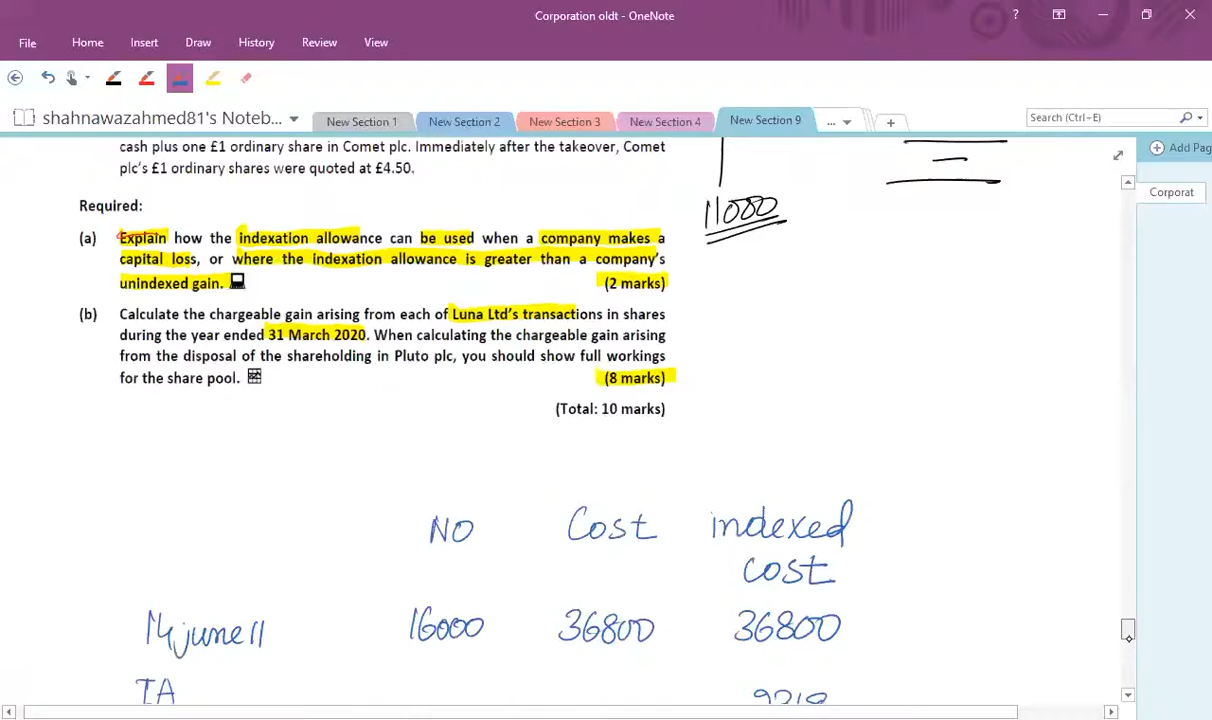 Corporation oldt - OneNote
?
File Home Insert Draw History Review View
shahnawazahmed81's Noteb...
New Section 1 New Section 2 New Section 3 New Section 4 New Section 9 ...
Search (Ctrl+E)
Add Pag
Corporat
cash plus one £1 ordinary share in Comet plc. Immediately after the takeover, Comet
plc's £1 ordinary shares were quoted at £4.50.
11000
Required:
(a) Explain how the indexation allowance can be used when a company makes a
capital loss, or where the indexation allowance is greater than a company's
unindexed gain. (2 marks)
(b) Calculate the chargeable gain arising from each of Luna Ltd's transactions in shares
during the year ended 31 March 2020. When calculating the chargeable gain arising
from the disposal of the shareholding in Pluto plc, you should show full workings
for the share pool. (8 marks)
(Total: 10 marks)
NO Cost indexed
cost
14 june 11 16000 36800 36800
IA